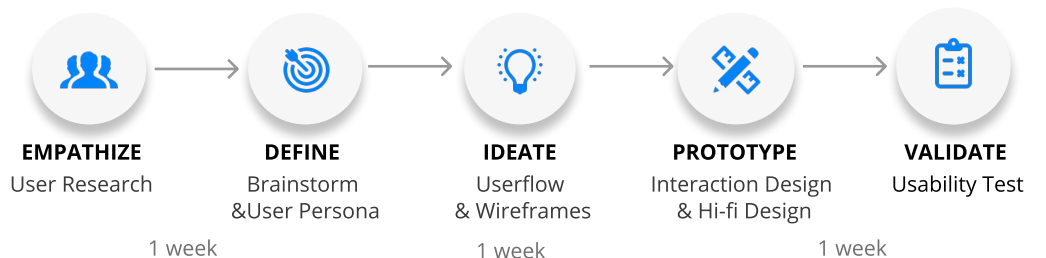 EMPATHIZE
User Research
DEFINE
Brainstorm
&User Persona
IDEATE
Userflow
& Wireframes
PROTOTYPE
Interaction Design
& Hi-fi Design
VALIDATE
Usability Test
1 week
1 week
1 week